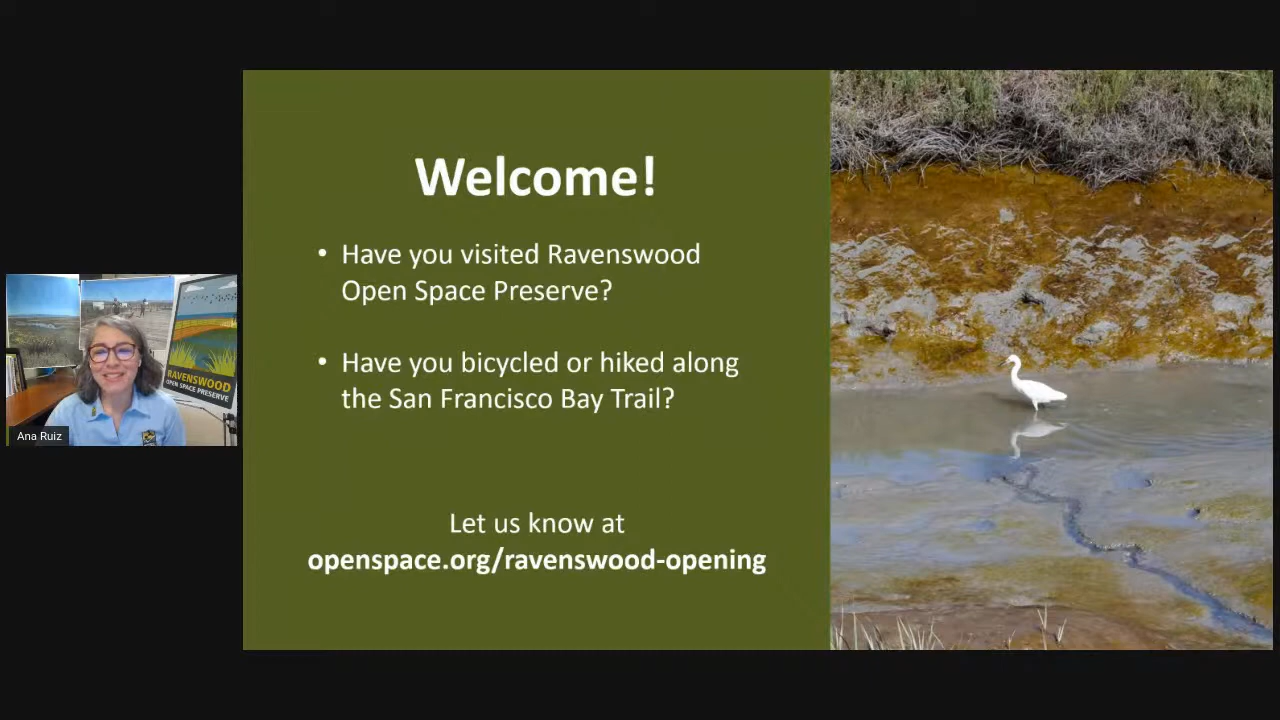 Welcome!
• Have you visited Ravenswood
Open Space Preserve?
• Have you bicycled or hiked along
the San Francisco Bay Trail?
Let us know at
openspace.org/ravenswood-opening
RAVENSWOOD
OPEN SPACE PRESERVE
Ana Ruiz